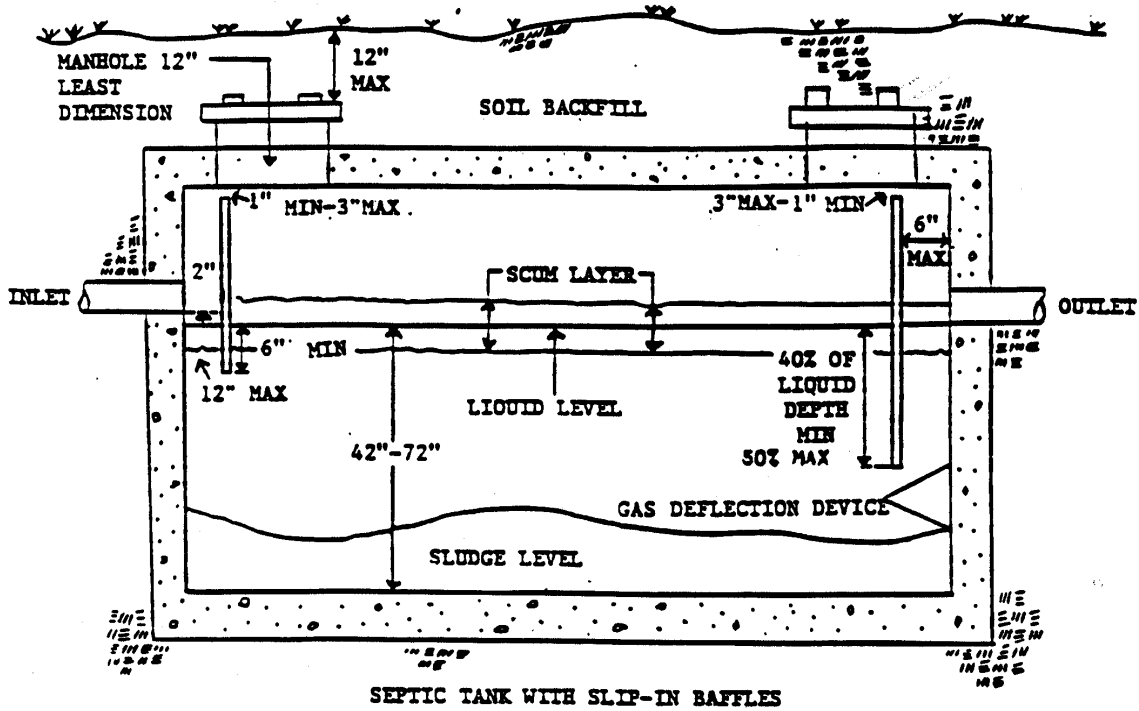 MANHOLE 12"
LEAST
DIMENSION
12"
MAX
SOIL BACKFILL
1" MIN-3"MAX
3"MAX-1" MIN
6"
MAX
2"
SCUM LAYER
INLET
OUTLET
6" MIN
12" MAX
LIQUID LEVEL
40% OF
LIQUID
DEPTH
MIN
50% MAX
42"-72"
GAS DEFLECTION DEVICE
SLUDGE LEVEL
SEPTIC TANK WITH SLIP-IN BAFFLES